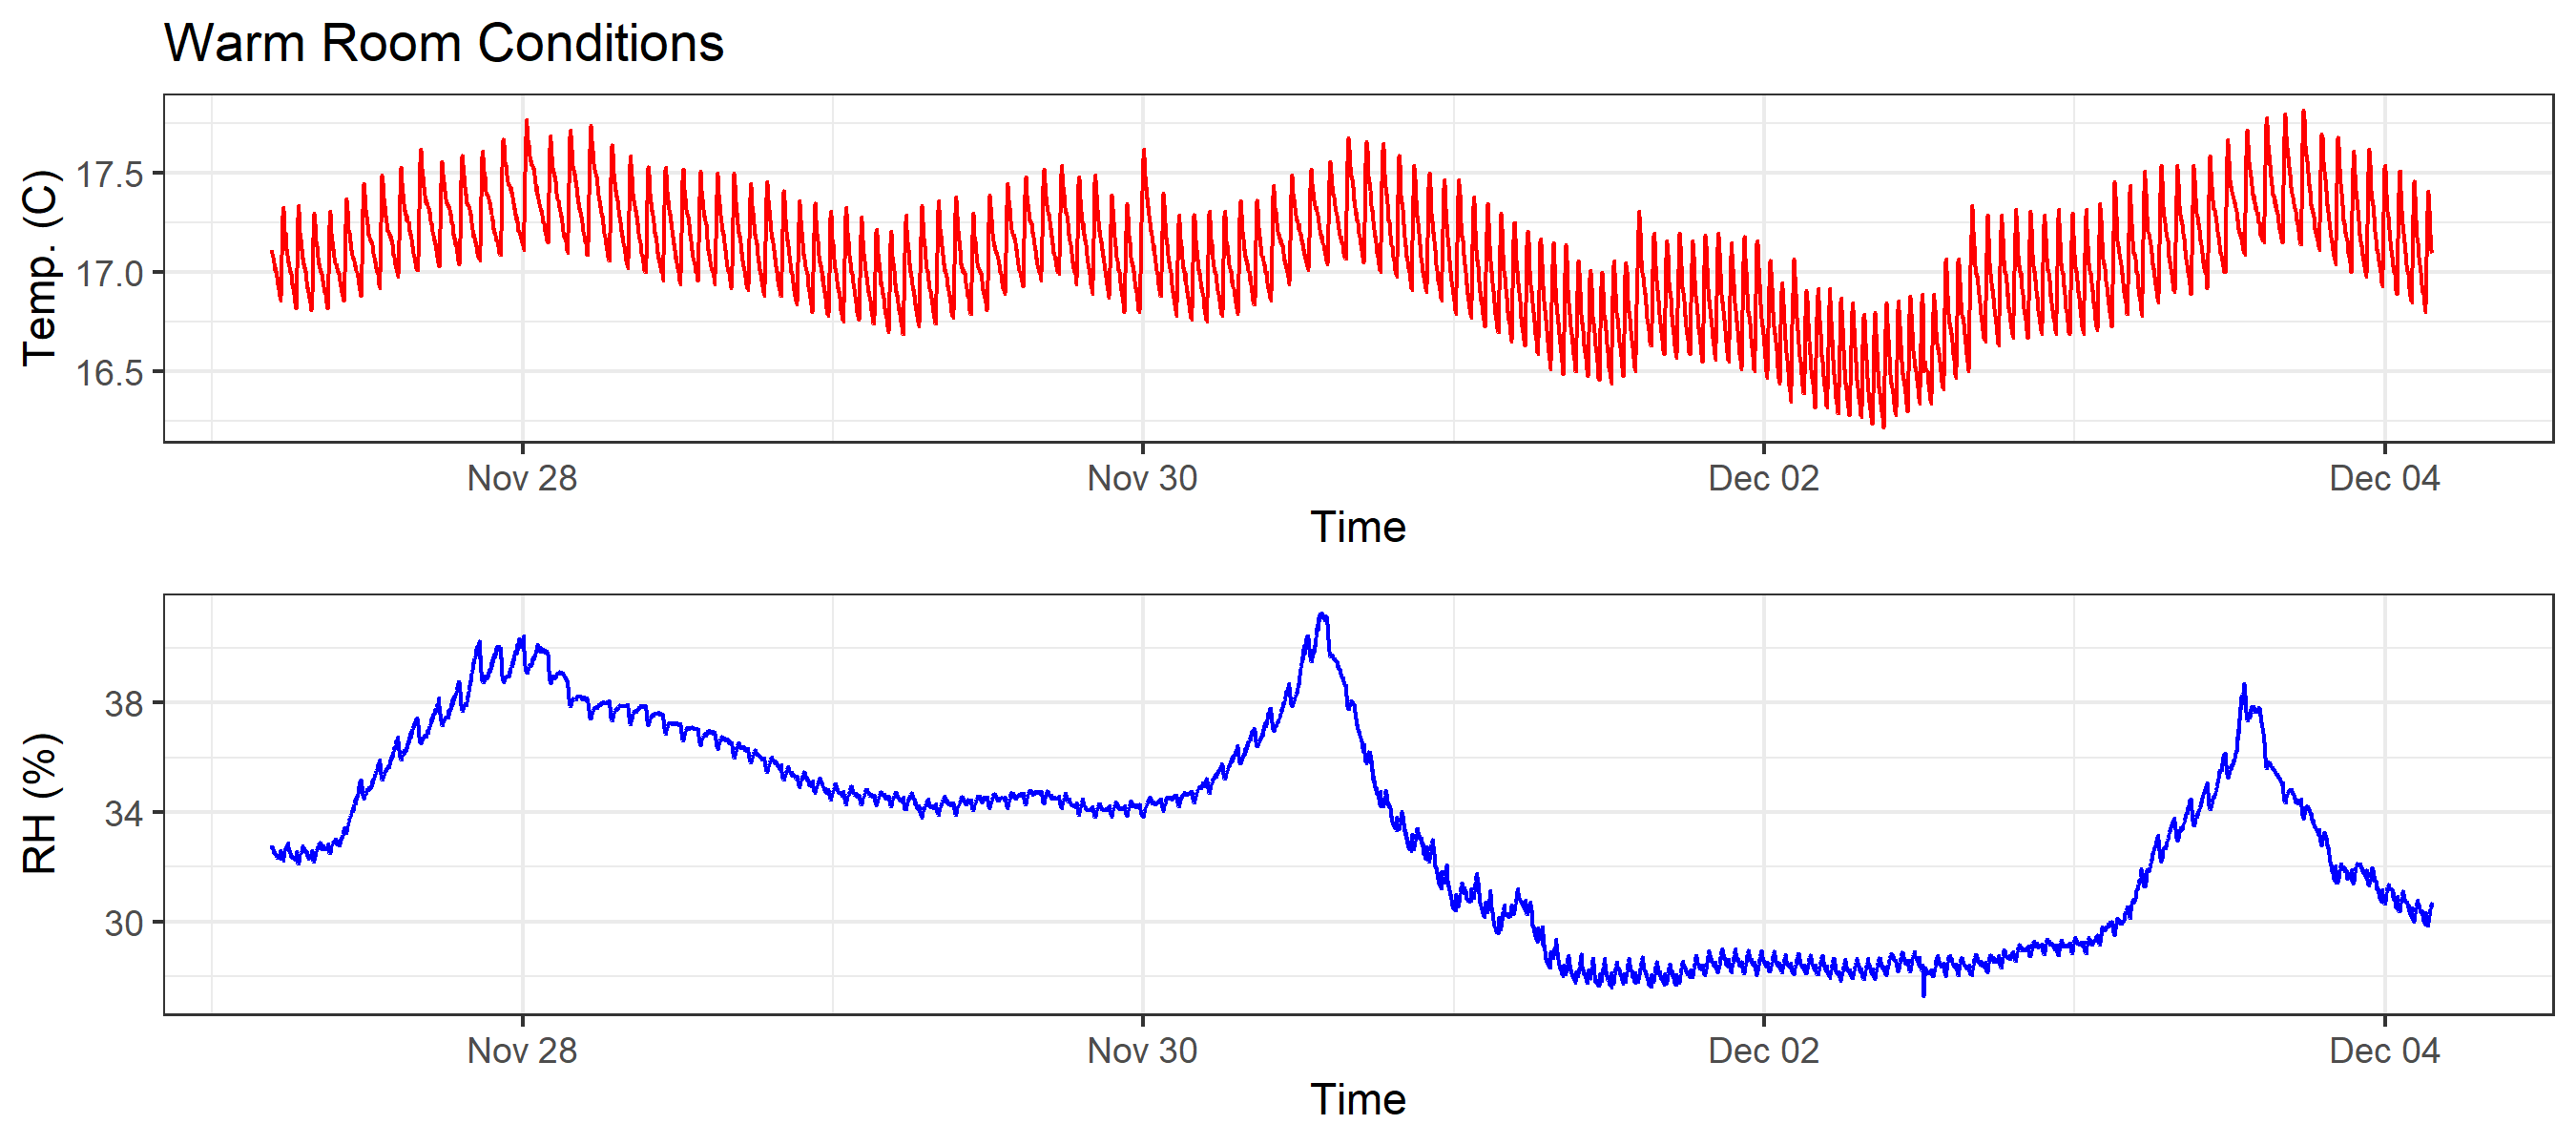 Warm Room Conditions
Temp. (C)
17.5
17.0
16.5
Nov 28 Nov 30 Dec 02 Dec 04
Time
RH (%)
38
34
30
Nov 28 Nov 30 Dec 02 Dec 04
Time